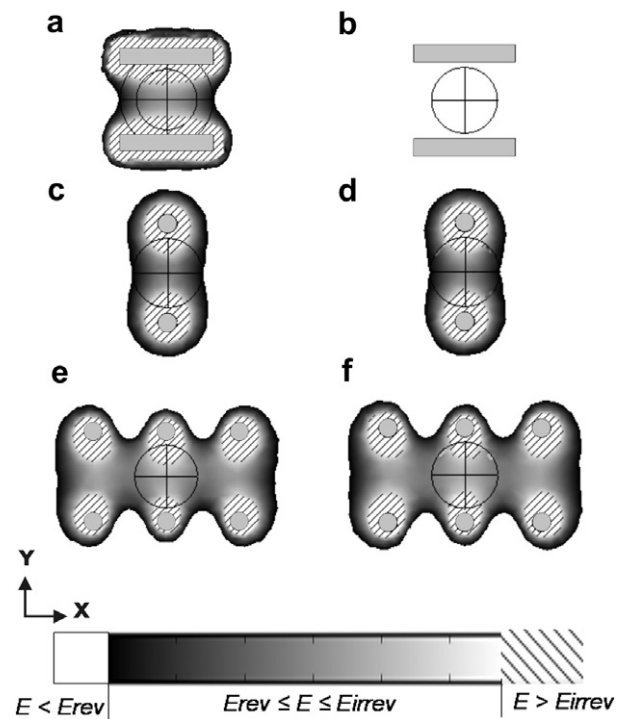 a b
c d
e f
Y
X
E < Erev Erev ≤ E ≤ Eirrev E > Eirrev